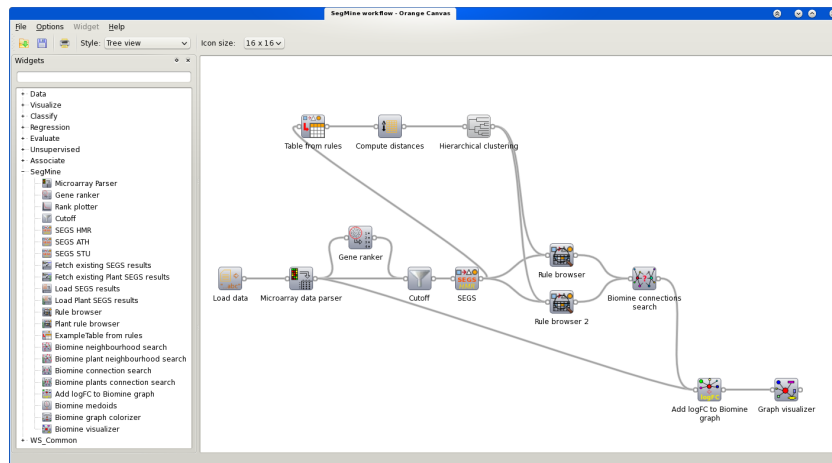 SegMine workflow - Orange Canvas
File Options Widget Help
Style: Tree view Icon size: 16 x 16
Widgets
Data
Visualize
Classify
Regression
Evaluate
Unsupervised
Associate
SegMine
Microarray Parser
Gene ranker
Rank plotter
Cutoff
SEGS HMR
SEGS ATH
SEGS STU
Fetch existing SEGS results
Fetch existing Plant SEGS results
Load SEGS results
Load Plant SEGS results
Rule browser
Plant rule browser
ExampleTable from rules
Biomine neighbourhood search
Biomine plant neighbourhood search
Biomine connection search
Biomine plants connection search
Add logFC to Biomine graph
Biomine medoids
Biomine graph colorizer
Biomine visualizer
WS_Common
Table from rules
Compute distances
Hierarchical clustering
Gene ranker
Load data
Microarray data parser
Cutoff
SEGS
SEGS
Rule browser
Rule browser 2
Biomine connections
search
logFC
Add logFC to Biomine
graph
Graph visualizer